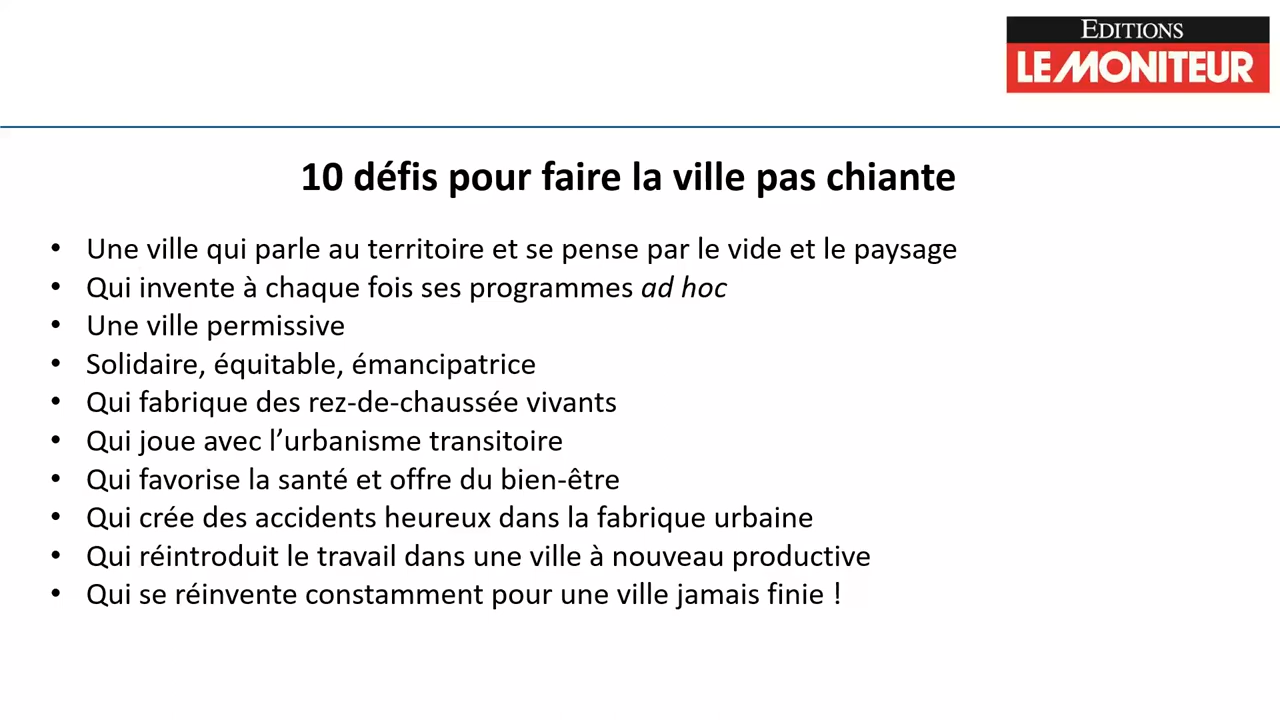 EDITIONS
LE MONITEUR
10 défis pour faire la ville pas chiante
• Une ville qui parle au territoire et se pense par le vide et le paysage
• Qui invente à chaque fois ses programmes ad hoc
• Une ville permissive
• Solidaire, équitable, émancipatrice
• Qui fabrique des rez-de-chaussée vivants
• Qui joue avec l’urbanisme transitoire
• Qui favorise la santé et offre du bien-être
• Qui crée des accidents heureux dans la fabrique urbaine
• Qui réintroduit le travail dans une ville à nouveau productive
• Qui se réinvente constamment pour une ville jamais finie !